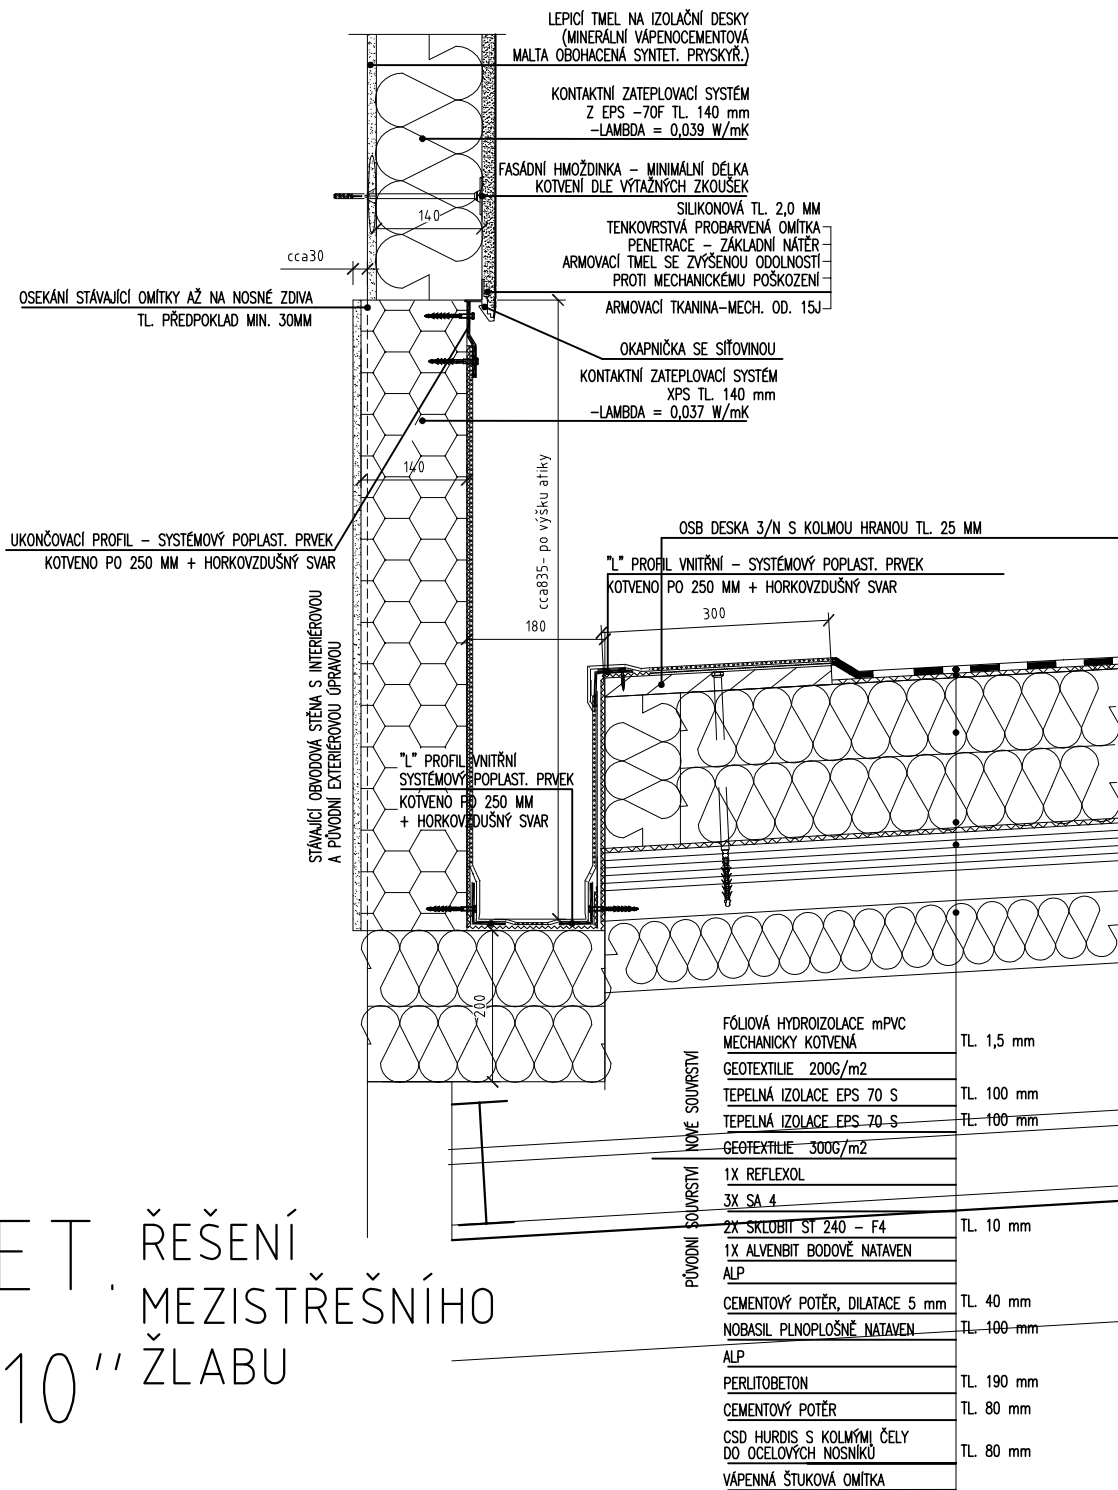 LEPICÍ TMEL NA IZOLAČNÍ DESKY
(MINERÁLNÍ VÁPENOCEMENTOVÁ
MALTA OBOHACENÁ SYNTET. PRYSKYŘ.)
KONTAKTNÍ ZATEPLOVACÍ SYSTÉM
Z EPS -70F TL. 140 mm
-LAMBDA = 0,039 W/mK
FASÁDNÍ HMOŽDINKA – MINIMÁLNÍ DÉLKA
KOTVENÍ DLE VÝTAŽNÝCH ZKOUŠEK
SILIKONOVÁ TL. 2,0 MM
TENKOVRSTVÁ PROBARVENÁ OMÍTKA
PENETRACE – ZÁKLADNÍ NÁTĚR
ARMOVACÍ TMEL SE ZVÝŠENOU ODOLNOSTÍ
PROTI MECHANICKÉMU POŠKOZENÍ
ARMOVACÍ TKANINA-MECH. OD. 15J
140
cca30
OSEKÁNÍ STÁVAJÍCÍ OMÍTKY AŽ NA NOSNÉ ZDIVA
TL. PŘEDPOKLAD MIN. 30MM
OKAPNIČKA SE SÍŤOVINOU
KONTAKTNÍ ZATEPLOVACÍ SYSTÉM
XPS TL. 140 mm
-LAMBDA = 0,037 W/mK
140
cca835- po výšku atiky
UKONČOVACÍ PROFIL – SYSTÉMOVÝ POPLAST. PRVEK
KOTVENO PO 250 MM + HORKOVZDUŠNÝ SVAR
OSB DESKA 3/N S KOLMOU HRANOU TL. 25 MM
"L" PROFIL VNITŘNÍ – SYSTÉMOVÝ POPLAST. PRVEK
KOTVENO PO 250 MM + HORKOVZDUŠNÝ SVAR
300
180
STÁVAJÍCÍ OBVODOVÁ STĚNA S INTERIÉROVOU
A PŮVODNÍ EXTERIÉROVOU ÚPRAVOU
"L" PROFIL VNITŘNÍ
SYSTÉMOVÝ POPLAST. PRVEK
KOTVENO PO 250 MM
+ HORKOVZDUŠNÝ SVAR
200
NOVÉ SOUVRSTVÍ
FÓLIOVÁ HYDROIZOLACE mPVC
MECHANICKY KOTVENÁ TL. 1,5 mm
GEOTEXTILIE 200G/m2
TEPELNÁ IZOLACE EPS 70 S TL. 100 mm
TEPELNÁ IZOLACE EPS 70 S TL. 100 mm
GEOTEXTILIE 300G/m2
PŮVODNÍ SOUVRSTVÍ
1X REFLEXOL
3X SA 4
2X SKLOBIT ST 240 – F4 TL. 10 mm
1X ALVENBIT BODOVĚ NATAVEN
ALP
CEMENTOVÝ POTĚR, DILATACE 5 mm TL. 40 mm
NOBASIL PLNOPLOŠNĚ NATAVEN TL. 100 mm
ALP
PERLITOBETON TL. 190 mm
CEMENTOVÝ POTĚR TL. 80 mm
CSD HURDIS S KOLMÝMI ČELY
DO OCELOVÝCH NOSNÍKŮ TL. 80 mm
VÁPENNÁ ŠTUKOVÁ OMÍTKA
ET. ŘEŠENÍ
MEZISTŘEŠNÍHO
10" ŽLABU